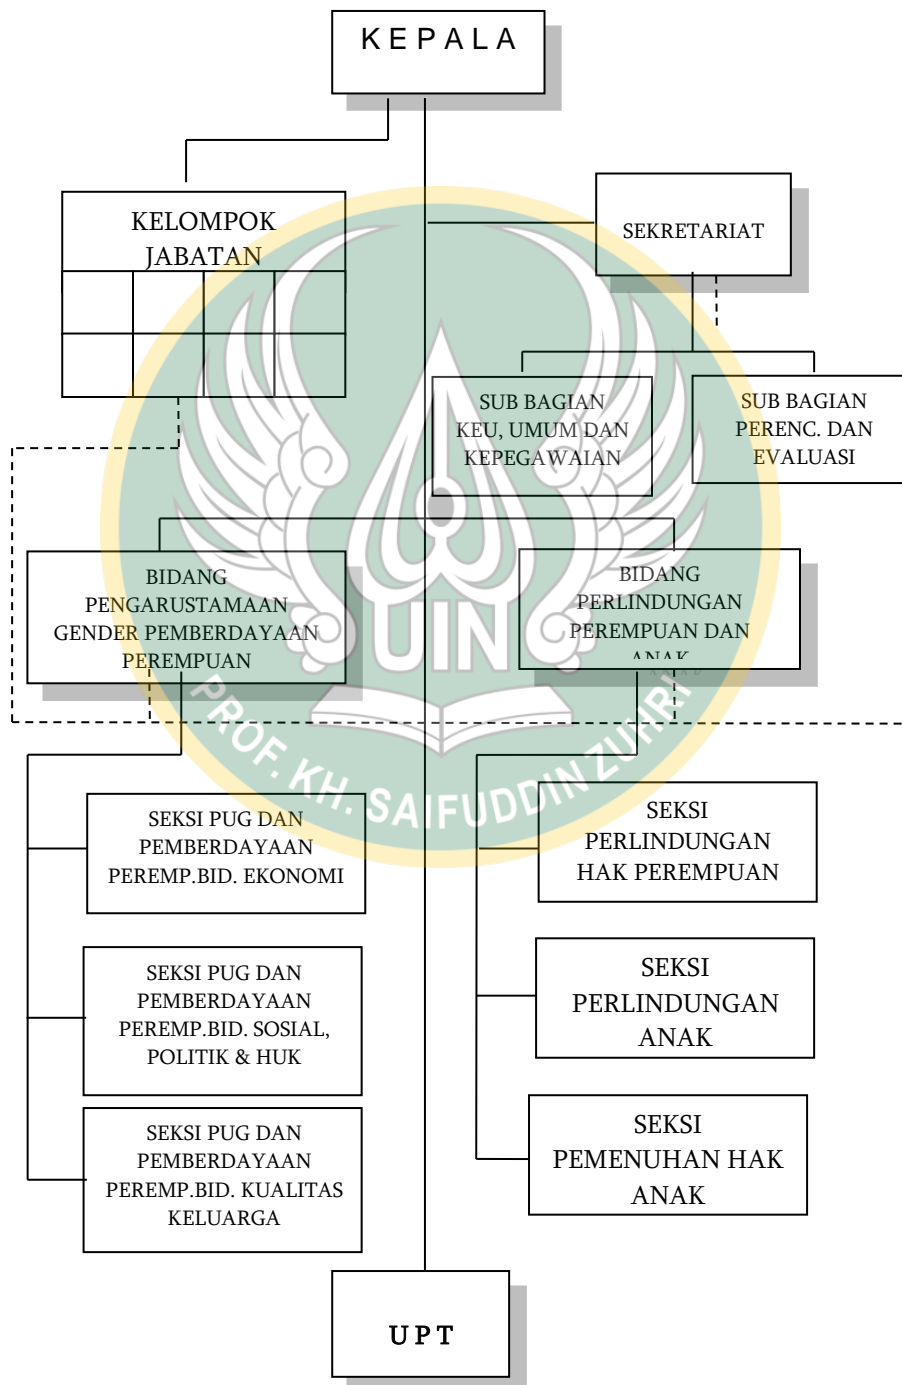 K E P A L A
KELOMPOK
JABATAN
SEKRETARIAT
SUB BAGIAN
KEU, UMUM DAN
KEPEGAWAIAN
SUB BAGIAN
PERENC. DAN
EVALUASI
BIDANG
PENGARUSTAMAAN
GENDER PEMBERDAYAAN
PEREMPUAN
BIDANG
PERLINDUNGAN
PEREMPUAN DAN
ANAK
UIN
PROF. KH. SAIFUDDIN ZUHRI
SEKSI PUG DAN
PEMBERDAYAAN
PEREMP.BID. EKONOMI
SEKSI
PERLINDUNGAN
HAK PEREMPUAN
SEKSI PUG DAN
PEMBERDAYAAN
PEREMP.BID. SOSIAL,
POLITIK & HUK
SEKSI
PERLINDUNGAN
ANAK
SEKSI PUG DAN
PEMBERDAYAAN
PEREMP.BID. KUALITAS
KELUARGA
SEKSI
PEMENUHAN HAK
ANAK
U P T